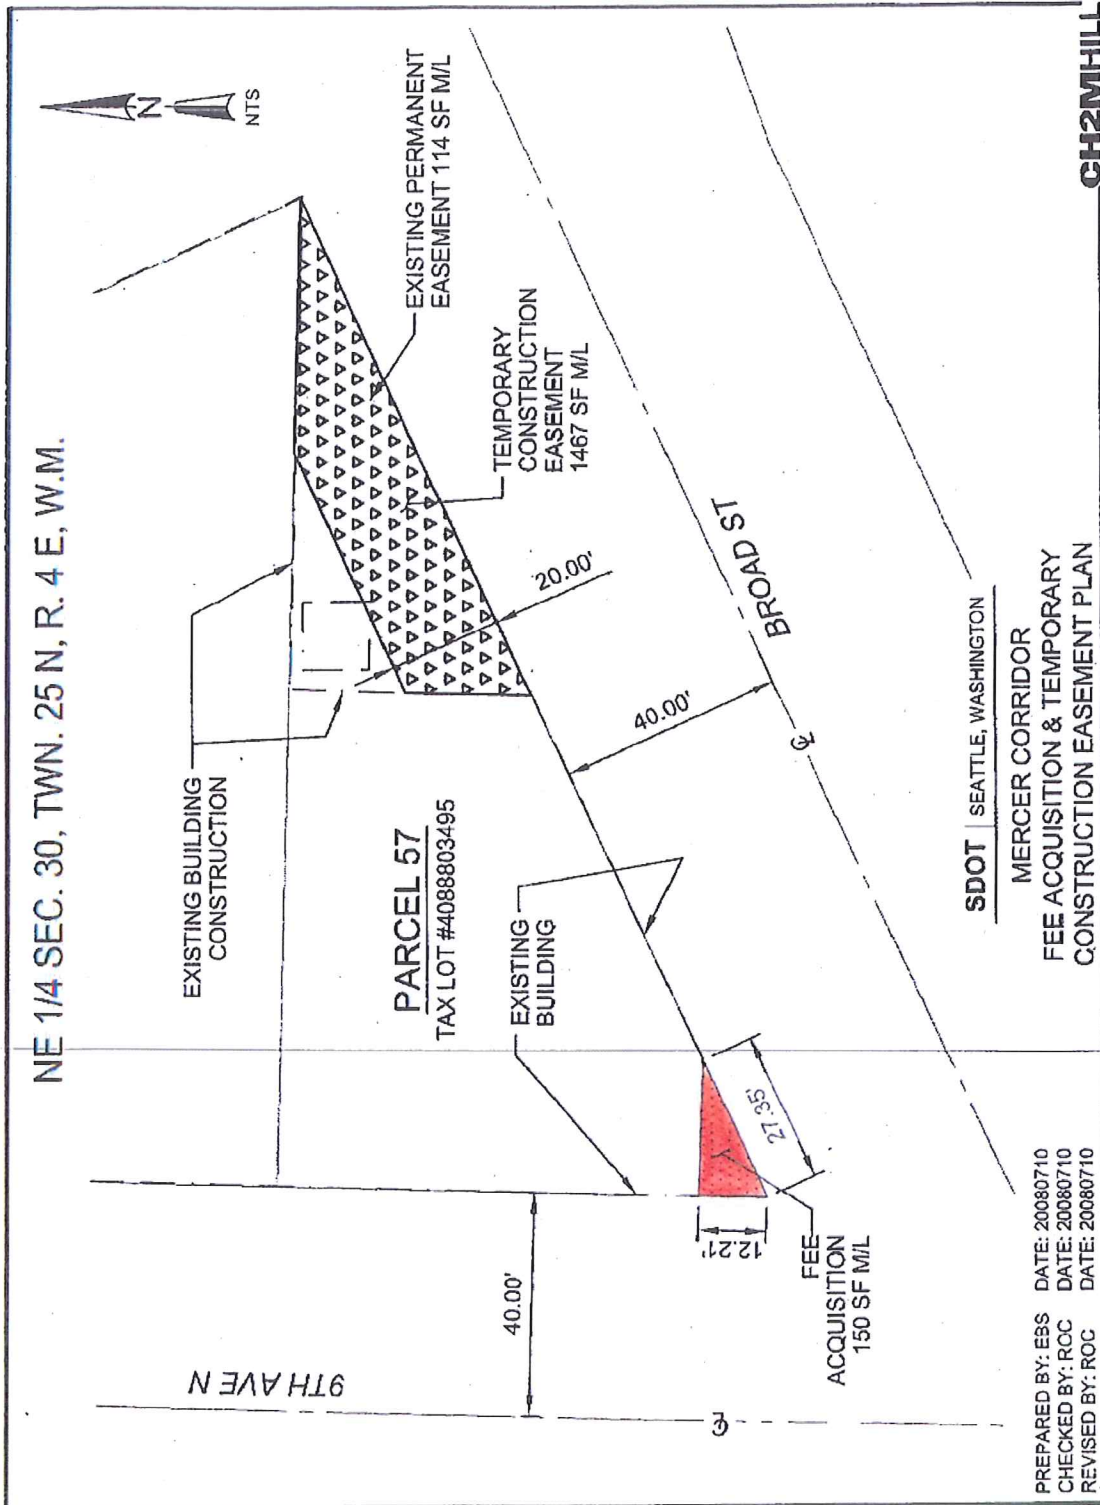 NE 1/4 SEC. 30, TWN. 25 N, R. 4 E, W.M.
N
NTS
EXISTING BUILDING
CONSTRUCTION
PARCEL 57
TAX LOT #4088803495
EXISTING PERMANENT
EASEMENT 114 SF M/L
TEMPORARY
CONSTRUCTION
EASEMENT
1467 SF M/L
EXISTING
BUILDING
20.00'
40.00'
BROAD ST
9TH AVE N
40.00'
12.21'
27.35'
FEE
ACQUISITION
150 SF M/L
SDOT SEATTLE, WASHINGTON
MERCER CORRIDOR
FEE ACQUISITION & TEMPORARY
CONSTRUCTION EASEMENT PLAN
PREPARED BY: EBS DATE: 20080710
CHECKED BY: ROC DATE: 20080710
REVISED BY: ROC DATE: 20080710
CH2MHILL